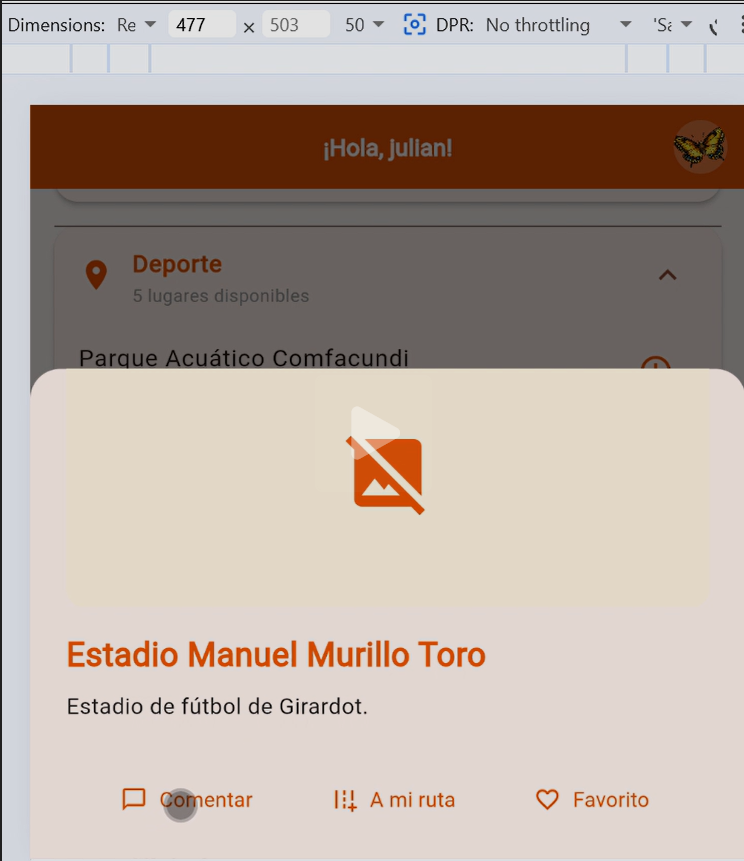 Dimensions: Re 477 × 503 50 DPR: No throttling 'Sa
¡Hola, julian!
Deporte
5 lugares disponibles
Parque Acuático Comfacundi
Estadio Manuel Murillo Toro
Estadio de fútbol de Girardot.
Comentar A mi ruta Favorito